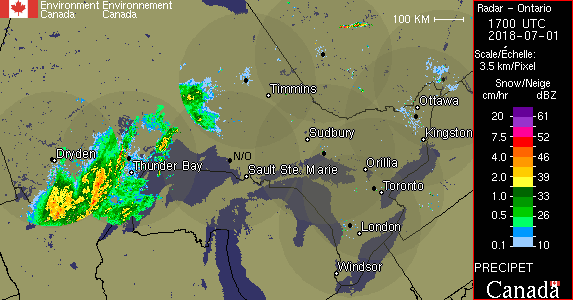 Environment Environnement
Canada Canada
100 KM
Timmins
Ottawa
Sudbury
Kingston
Dryden
N/O
Thunder Bay
Sault Ste. Marie
Orillia
Toronto
London
Windsor
Radar - Ontario
1700 UTC
2018-07-01
Scale/Échelle:
3.5 km/Pixel
Snow/Neige
cm/hr dBZ
20 61
7.5 57
5.0 52
4.0 46
2.0 39
1.0 33
0.5 26
0.1 10
PRECIPET
Canada